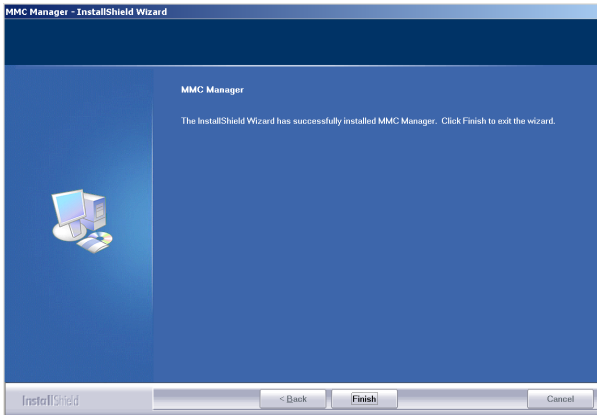 MMC Manager - InstallShield Wizard
MMC Manager
The InstallShield Wizard has successfully installed MMC Manager. Click Finish to exit the wizard.
InstallShield
< Back
Finish
Cancel